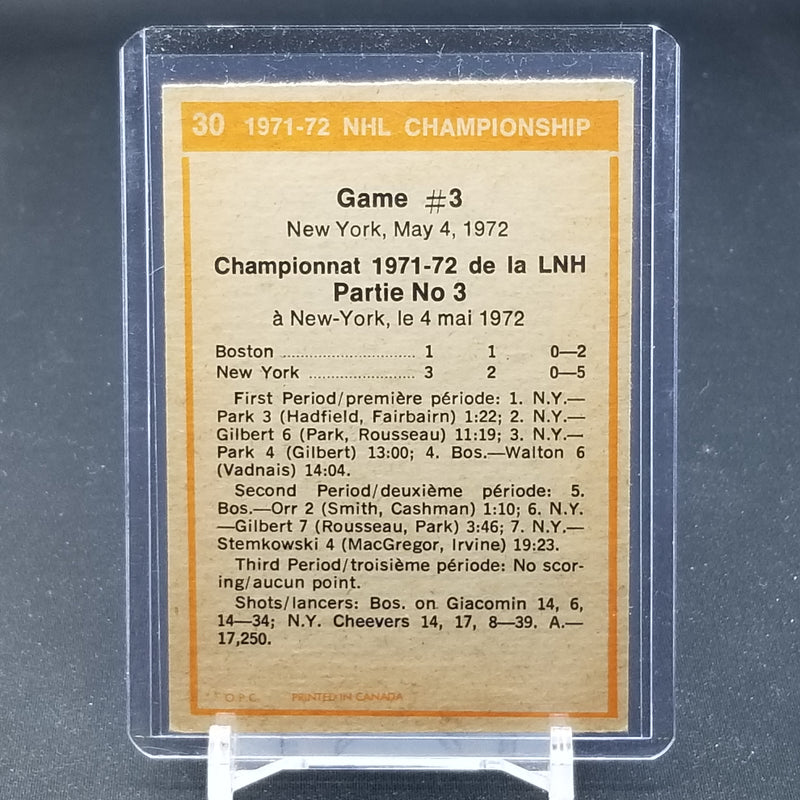 30 1971-72 NHL CHAMPIONSHIP
Game #3
New York, May 4, 1972
Championnat 1971-72 de la LNH
Partie No 3
à New-York, le 4 mai 1972
Boston ........................... 1 1 0—2
New York ..................... 3 2 0—5
First Period/première période: 1. N.Y.—
Park 3 (Hadfield, Fairbairn) 1:22; 2. N.Y.—
Gilbert 6 (Park, Rousseau) 11:19; 3. N.Y.—
Park 4 (Gilbert) 13:00; 4. Bos.—Walton 6
(Vadnais) 14:04.
Second Period/deuxième période: 5.
Bos.—Orr 2 (Smith, Cashman) 1:10; 6. N.Y.
—Gilbert 7 (Rousseau, Park) 3:46; 7. N.Y.—
Stemkowski 4 (MacGregor, Irvine) 19:23.
Third Period/troisième période: No scor-
ing/aucun point.
Shots/lancers: Bos. on Giacomin 14, 6,
14—34; N.Y. Cheevers 14, 17, 8—39. A.—
17,250.
O.P.C. PRINTED IN CANADA